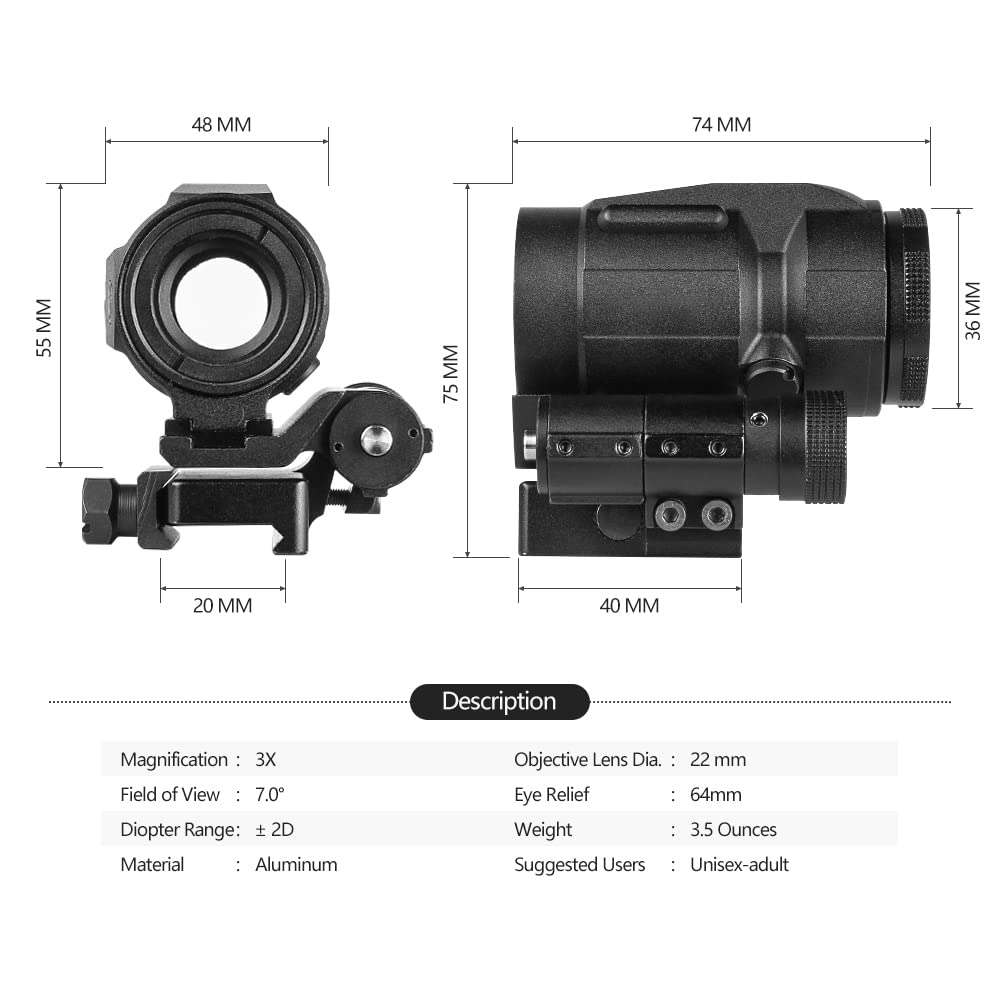 48 MM
74 MM
55 MM
75 MM
36 MM
20 MM
40 MM
Description
Magnification : 3X
Objective Lens Dia. : 22 mm
Field of View : 7.0°
Eye Relief : 64mm
Diopter Range: ± 2D
Weight : 3.5 Ounces
Material : Aluminum
Suggested Users : Unisex-adult